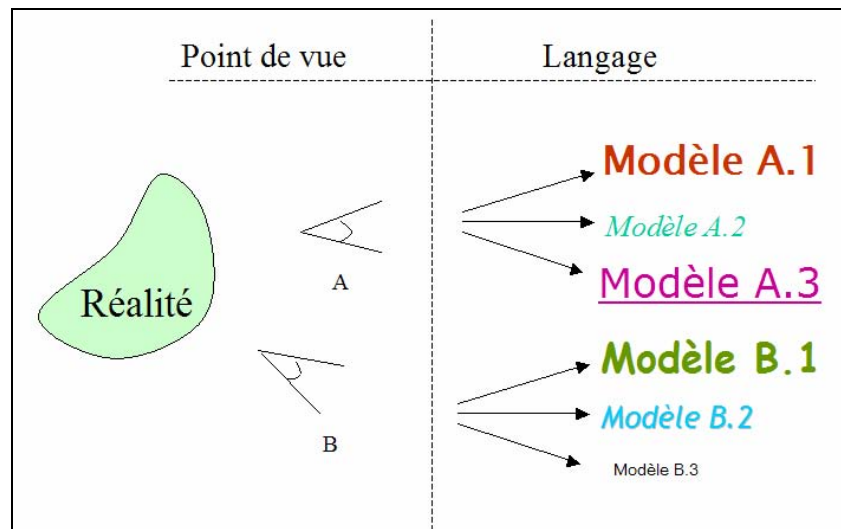 Point de vue
Langage
Réalité
A
B
Modèle A.1
Modèle A.2
Modèle A.3
Modèle B.1
Modèle B.2
Modèle B.3